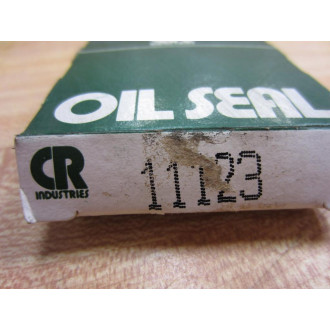 OIL SEAL
CR
INDUSTRIES
11123